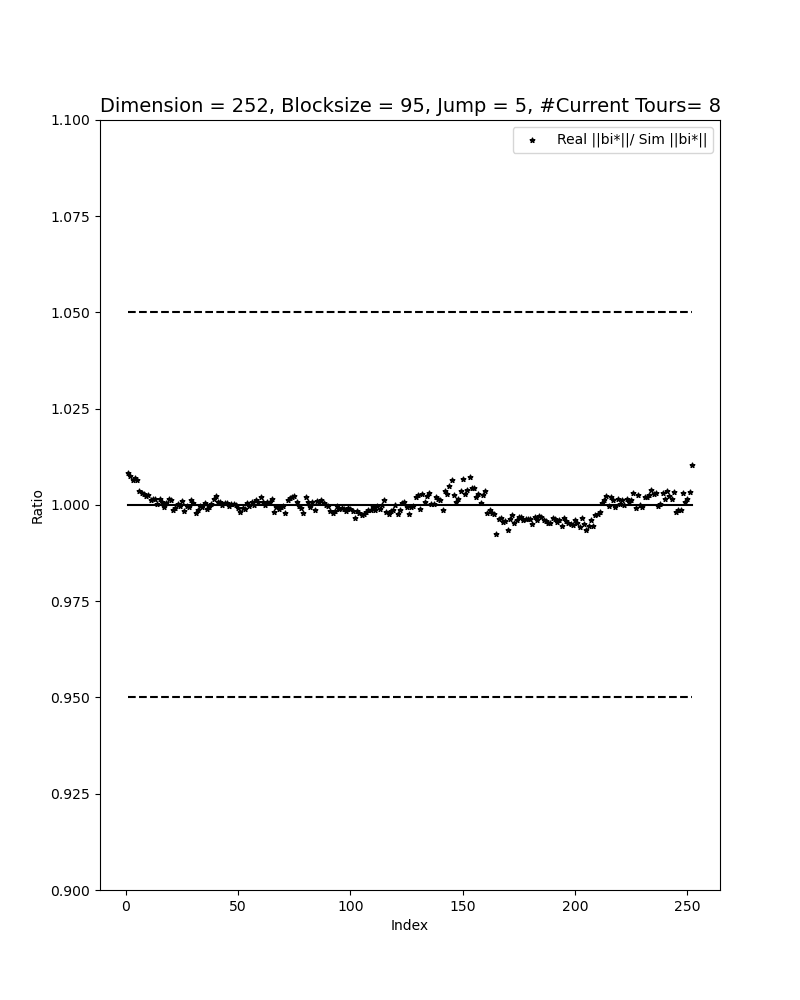 Dimension = 252, Blocksize = 95, Jump = 5, #Current Tours= 8
Real ||bi*||/ Sim ||bi*||
1.100
1.075
1.050
1.025
1.000
0.975
0.950
0.925
0.900
Ratio
0 50 100 150 200 250
Index